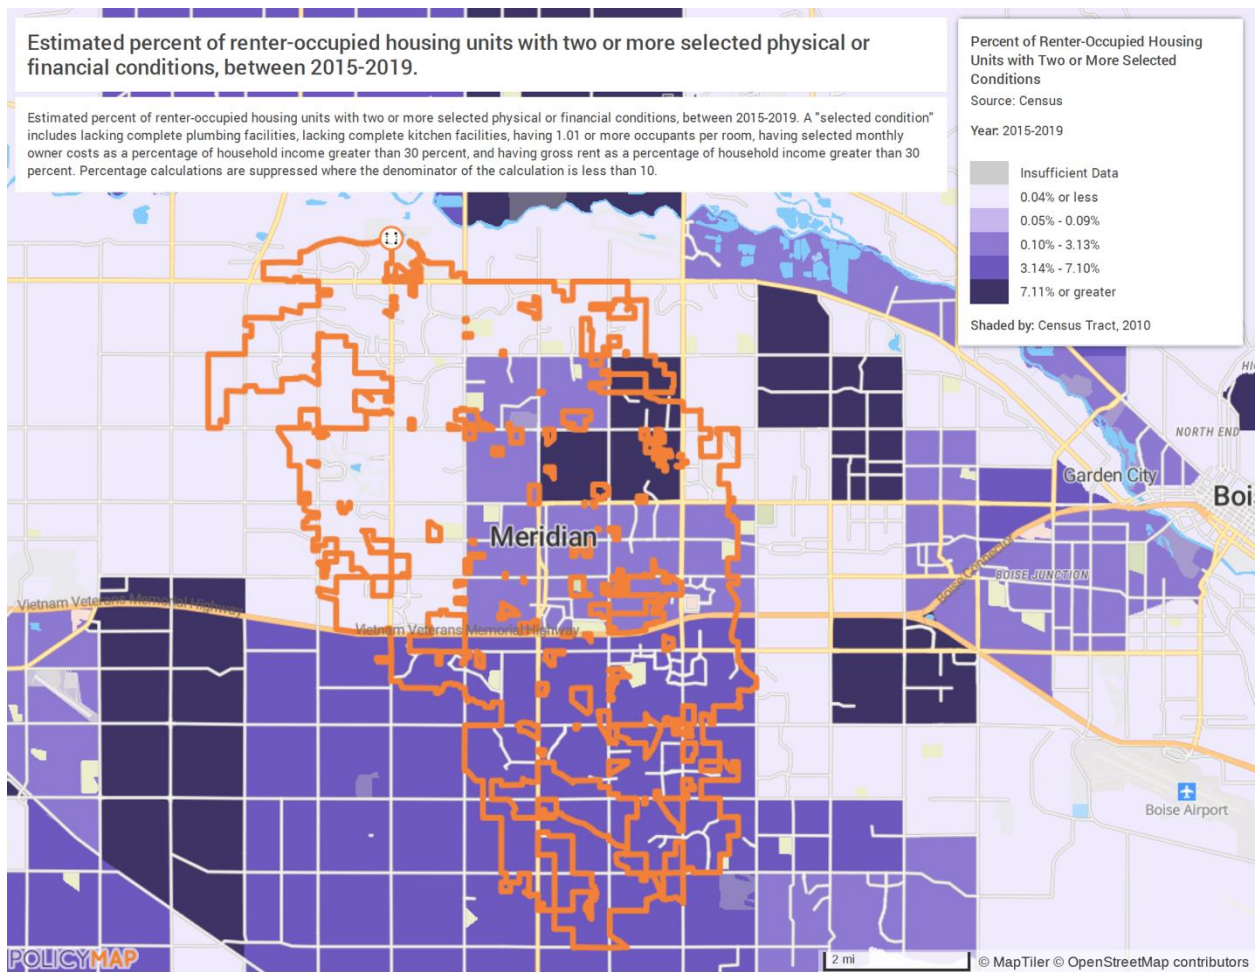 Estimated percent of renter-occupied housing units with two or more selected physical or
financial conditions, between 2015-2019.
Estimated percent of renter-occupied housing units with two or more selected physical or financial conditions, between 2015-2019. A "selected condition"
includes lacking complete plumbing facilities, lacking complete kitchen facilities, having 1.01 or more occupants per room, having selected monthly
owner costs as a percentage of household income greater than 30 percent, and having gross rent as a percentage of household income greater than 30
percent. Percentage calculations are suppressed where the denominator of the calculation is less than 10.
Percent of Renter-Occupied Housing
Units with Two or More Selected
Conditions
Source: Census
Year: 2015-2019
Insufficient Data
0.04% or less
0.05% - 0.09%
0.10% - 3.13%
3.14% - 7.10%
7.11% or greater
Shaded by: Census Tract, 2010
HI
NORTH END
Garden City
Boi
Meridian
Boise Connector
BOISE JUNCTION
Vietnam Veterans Memorial Highway
Vietnam Veterans Memorial Highway
Boise Airport
POLICYMAP
2 mi
© MapTiler © OpenStreetMap contributors